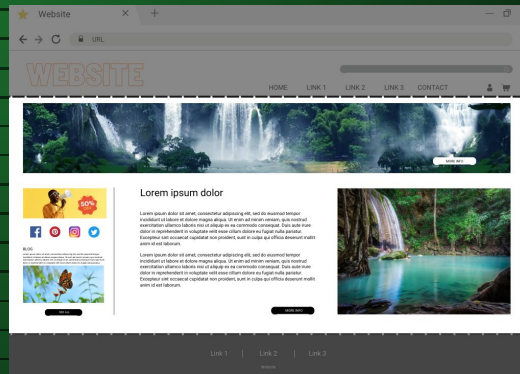 Website
URL
WEBSITE
HOME LINK 1 LINK 2 LINK 3 CONTACT
MORE INFO
50%
BLOG
Lorem ipsum dolor
Lorem ipsum dolor sit amet, consectetur adipiscing elit, sed do eiusmod tempor
incididunt ut labore et dolore magna aliqua. Ut enim ad minim veniam, quis nostrud
exercitation ullamco laboris nisi ut aliquip ex ea commodo consequat. Duis aute irure
dolor in reprehenderit in voluptate velit esse cillum dolore eu fugiat nulla pariatur.
Excepteur sint occaecat cupidatat non proident, sunt in culpa qui officia deserunt mollit
anim id est laborum.
Lorem ipsum dolor sit amet, consectetur adipiscing elit, sed do eiusmod tempor
incididunt ut labore et dolore magna aliqua. Ut enim ad minim veniam, quis nostrud
exercitation ullamco laboris nisi ut aliquip ex ea commodo consequat. Duis aute irure
dolor in reprehenderit in voluptate velit esse cillum dolore eu fugiat nulla pariatur.
Excepteur sint occaecat cupidatat non proident, sunt in culpa qui officia deserunt mollit
anim id est laborum.
MORE INFO
Link 1 | Link 2 | Link 3